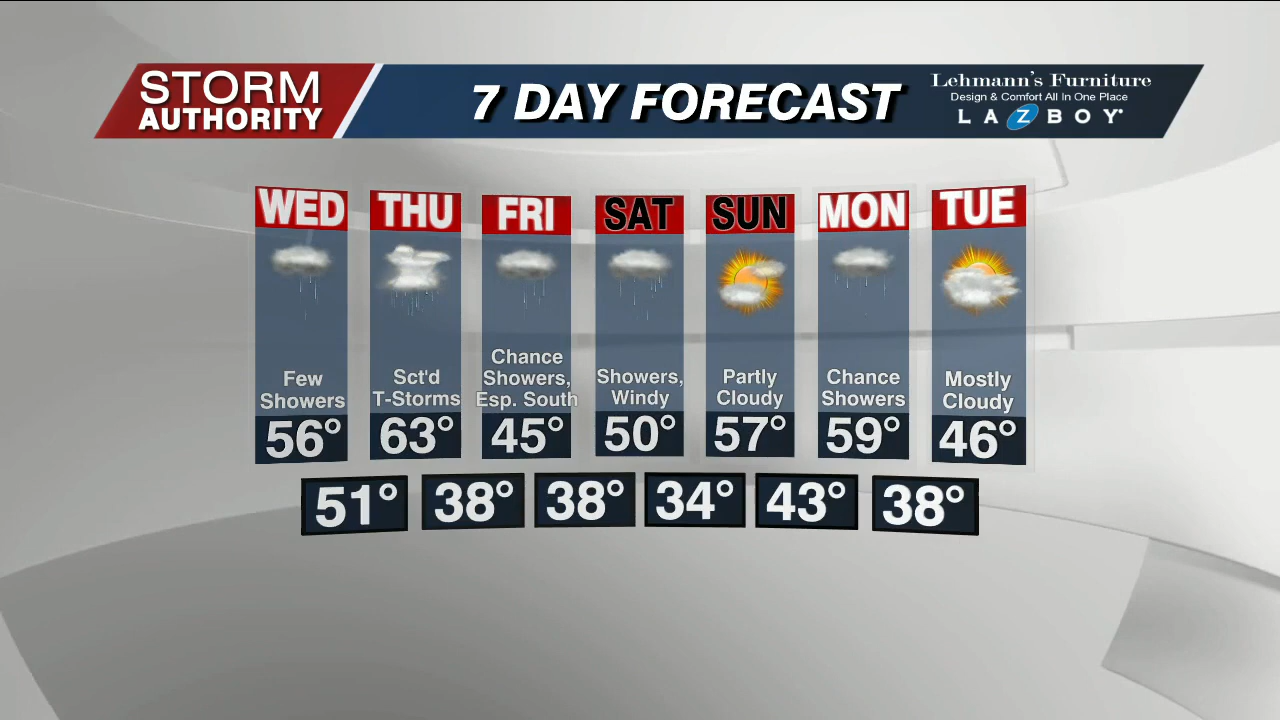 STORM
AUTHORITY
7 DAY FORECAST
Lehmann's Furniture
Design & Comfort All In One Place
LAZBOY
WED
Few
Showers
56°
THU
Sct'd
T-Storms
63°
FRI
Chance
Showers,
Esp. South
45°
SAT
Showers,
Windy
50°
SUN
Partly
Cloudy
57°
MON
Chance
Showers
59°
TUE
Mostly
Cloudy
46°
51°
38°
38°
34°
43°
38°